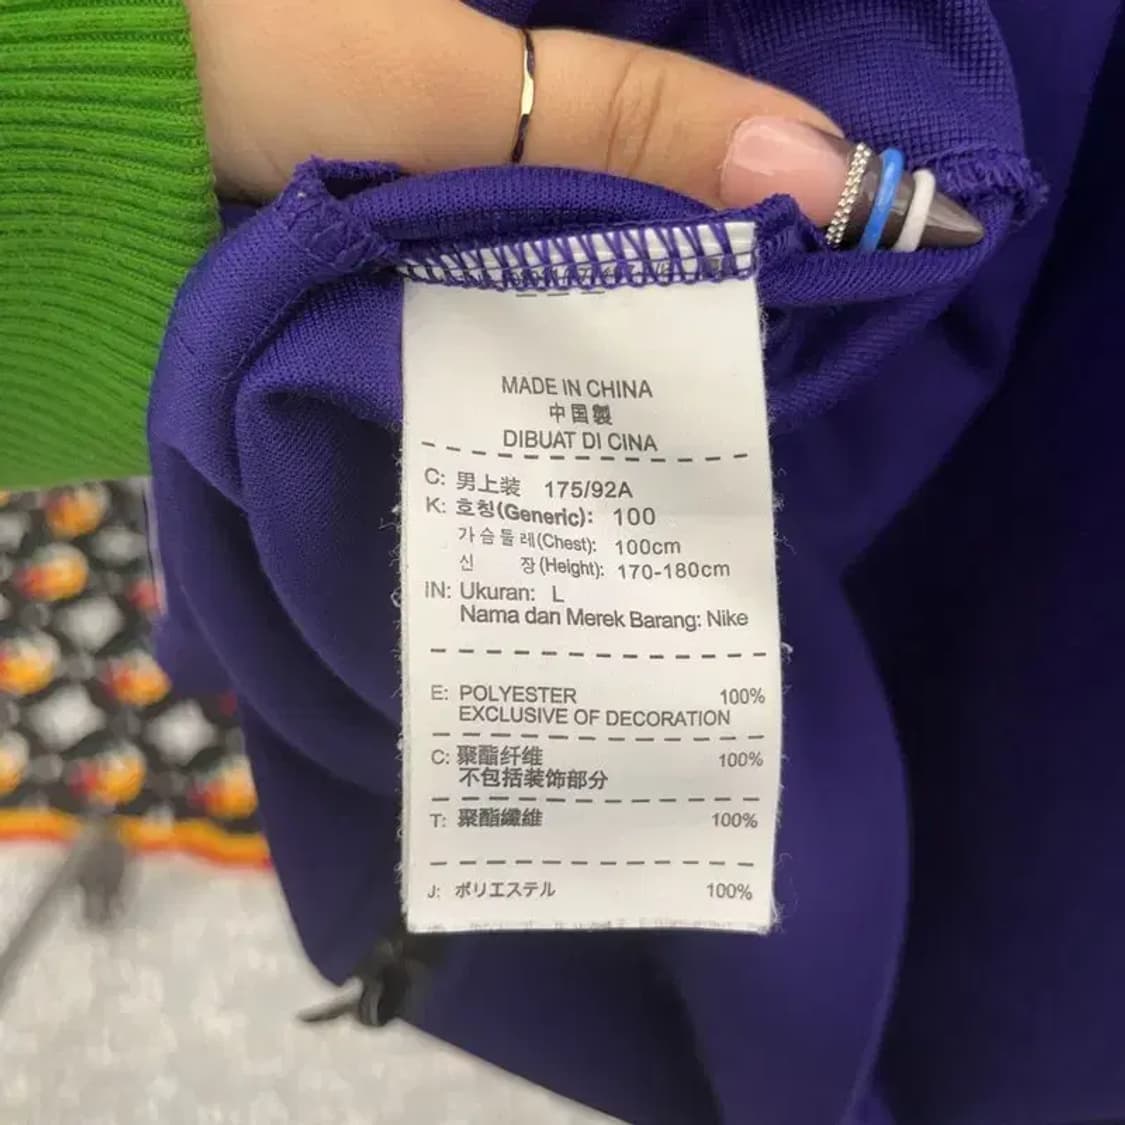 MADE IN CHINA
中国製
DIBUAT DI CINA
C: 男上装 175/92A
K: 호칭(Generic): 100
가슴둘레(Chest): 100cm
신 장(Height): 170-180cm
IN: Ukuran: L
Nama dan Merek Barang: Nike
E: POLYESTER 100%
EXCLUSIVE OF DECORATION
C: 聚酯纤维 100%
不包括装饰部分
T: 聚酯纖維 100%
J: ポリエステル 100%